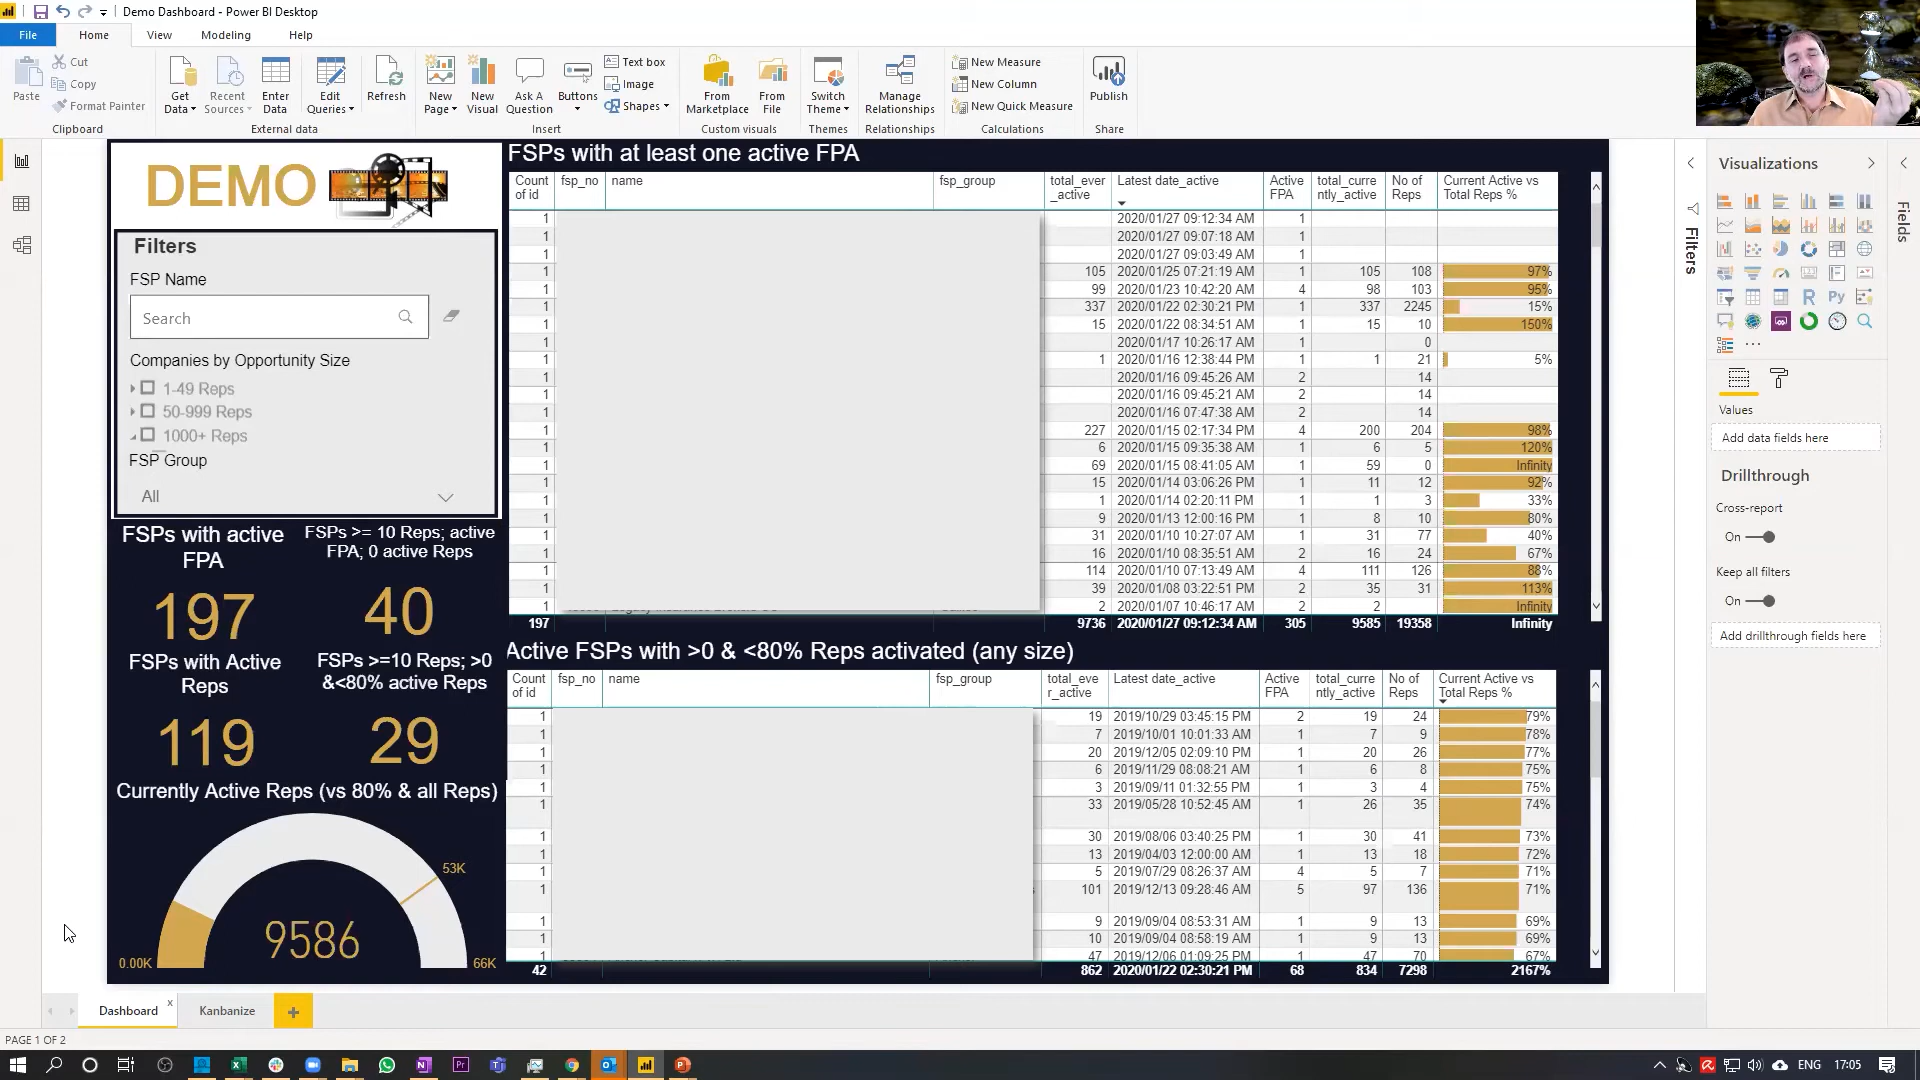 Demo Dashboard - Power BI Desktop
File Home View Modeling Help
Paste
Cut
Copy
Format Painter
Clipboard
Get Data
Recent Sources
Enter Data
Edit Queries
External data
Refresh
New Page
New Visual
Ask A Question
Buttons
Text box
Image
Shapes
Insert
From Marketplace
From File
Custom visuals
Switch Theme
Themes
Manage Relationships
Relationships
New Measure
New Column
New Quick Measure
Calculations
Publish
Share
DEMO
Filters
FSP Name
Search
Companies by Opportunity Size
1-49 Reps
50-999 Reps
1000+ Reps
FSP Group
All
FSPs with active FPA
197
FSPs >= 10 Reps; active FPA; 0 active Reps
40
FSPs with Active Reps
119
FSPs >=10 Reps; >0 &<80% active Reps
29
Currently Active Reps (vs 80% & all Reps)
53K
9586
0.00K
66K
FSPs with at least one active FPA
Count of id fsp_no name fsp_group total_ever_active Latest date_active Active FPA total_currently_active No of Reps Current Active vs Total Reps %
1 2020/01/27 09:12:34 AM 1
1 2020/01/27 09:07:18 AM 1
1 2020/01/27 09:03:49 AM 1
1 105 2020/01/25 07:21:19 AM 1 105 108 97%
1 99 2020/01/23 10:42:20 AM 4 98 103 95%
1 337 2020/01/22 02:30:21 PM 1 337 2245 15%
1 15 2020/01/22 08:34:51 AM 1 15 10 150%
1 2020/01/17 10:26:17 AM 1 0
1 1 2020/01/16 12:38:44 PM 1 1 21 5%
1 2020/01/16 09:45:26 AM 2 14
1 2020/01/16 09:45:21 AM 2 14
1 2020/01/16 07:47:38 AM 2 14
1 227 2020/01/15 02:17:34 PM 4 200 204 98%
1 6 2020/01/15 09:35:38 AM 1 6 5 120%
1 69 2020/01/15 08:41:05 AM 1 59 0 Infinity
1 15 2020/01/14 03:06:26 PM 1 11 12 92%
1 1 2020/01/14 02:20:11 PM 1 1 3 33%
1 9 2020/01/13 12:00:16 PM 1 8 10 80%
1 31 2020/01/10 10:27:07 AM 1 31 77 40%
1 16 2020/01/10 08:35:51 AM 2 16 24 67%
1 114 2020/01/10 07:13:49 AM 4 111 126 88%
1 39 2020/01/08 03:22:51 PM 2 35 31 113%
1 2 2020/01/07 10:46:17 AM 2 2 Infinity
197 9736 2020/01/27 09:12:34 AM 305 9585 19358 Infinity
Active FSPs with >0 & <80% Reps activated (any size)
Count of id fsp_no name fsp_group total_ever_active Latest date_active Active FPA total_currently_active No of Reps Current Active vs Total Reps %
1 19 2019/10/29 03:45:15 PM 2 19 24 79%
1 7 2019/10/01 10:01:33 AM 1 7 9 78%
1 20 2019/12/05 02:09:10 PM 1 20 26 77%
1 6 2019/11/29 08:08:21 AM 1 6 8 75%
1 3 2019/09/11 01:32:55 PM 1 3 4 75%
1 33 2019/05/28 10:52:45 AM 1 26 35 74%
1 30 2019/08/06 03:40:25 PM 1 30 41 73%
1 13 2019/04/03 12:00:00 AM 1 13 18 72%
1 5 2019/07/29 08:26:37 AM 4 5 7 71%
1 101 2019/12/13 09:28:46 AM 5 97 136 71%
1 9 2019/09/04 08:53:31 AM 1 9 13 69%
1 10 2019/09/04 08:58:19 AM 1 9 13 69%
1 47 2019/12/06 01:09:25 PM 1 47 70 67%
42 862 2020/01/22 02:30:21 PM 68 834 7298 2167%
Filters
Visualizations
R Py
Values
Add data fields here
Drillthrough
Cross-report
On
Keep all filters
On
Add drillthrough fields here
Fields
Dashboard x Kanbanize +
PAGE 1 OF 2
ENG 17:05